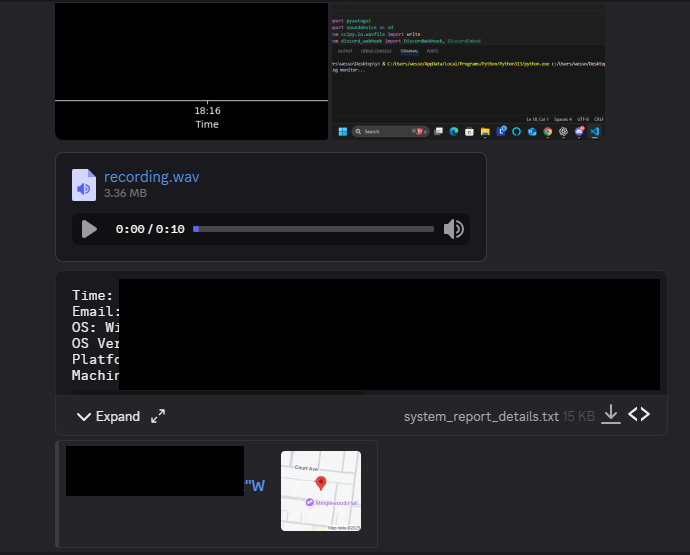 port pyautogui
port sounddevice as sd
om scipy.io.wavfile import write
om discord_webhook import DiscordWebhook, DiscordEmbed
OUTPUT DEBUG CONSOLE TERMINAL PORTS
& C:/Users/wesso/AppData/Local/Programs/Python/Python313/python.exe c:/Users/wesso/Desktop
ng monitor...
Ln 18, Col 1 Spaces: 4 UTF-8 CRLF
Search
18:16
Time
recording.wav
3.36 MB
0:00 / 0:10
Time:
Email:
OS: Wi
OS Ver
Platfo
Machin
Expand
system_report_details.txt 15 KB
"W
Court Ave
Minglewood Hall
Map data ©2025